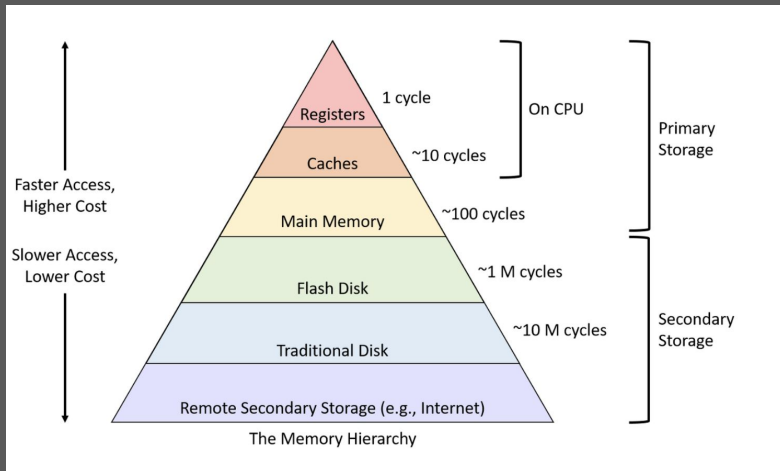 Registers
1 cycle
On CPU
Primary
Storage
Caches
~10 cycles
Faster Access,
Higher Cost
Main Memory
~100 cycles
Slower Access,
Lower Cost
Flash Disk
~1 M cycles
Traditional Disk
~10 M cycles
Secondary
Storage
Remote Secondary Storage (e.g., Internet)
The Memory Hierarchy